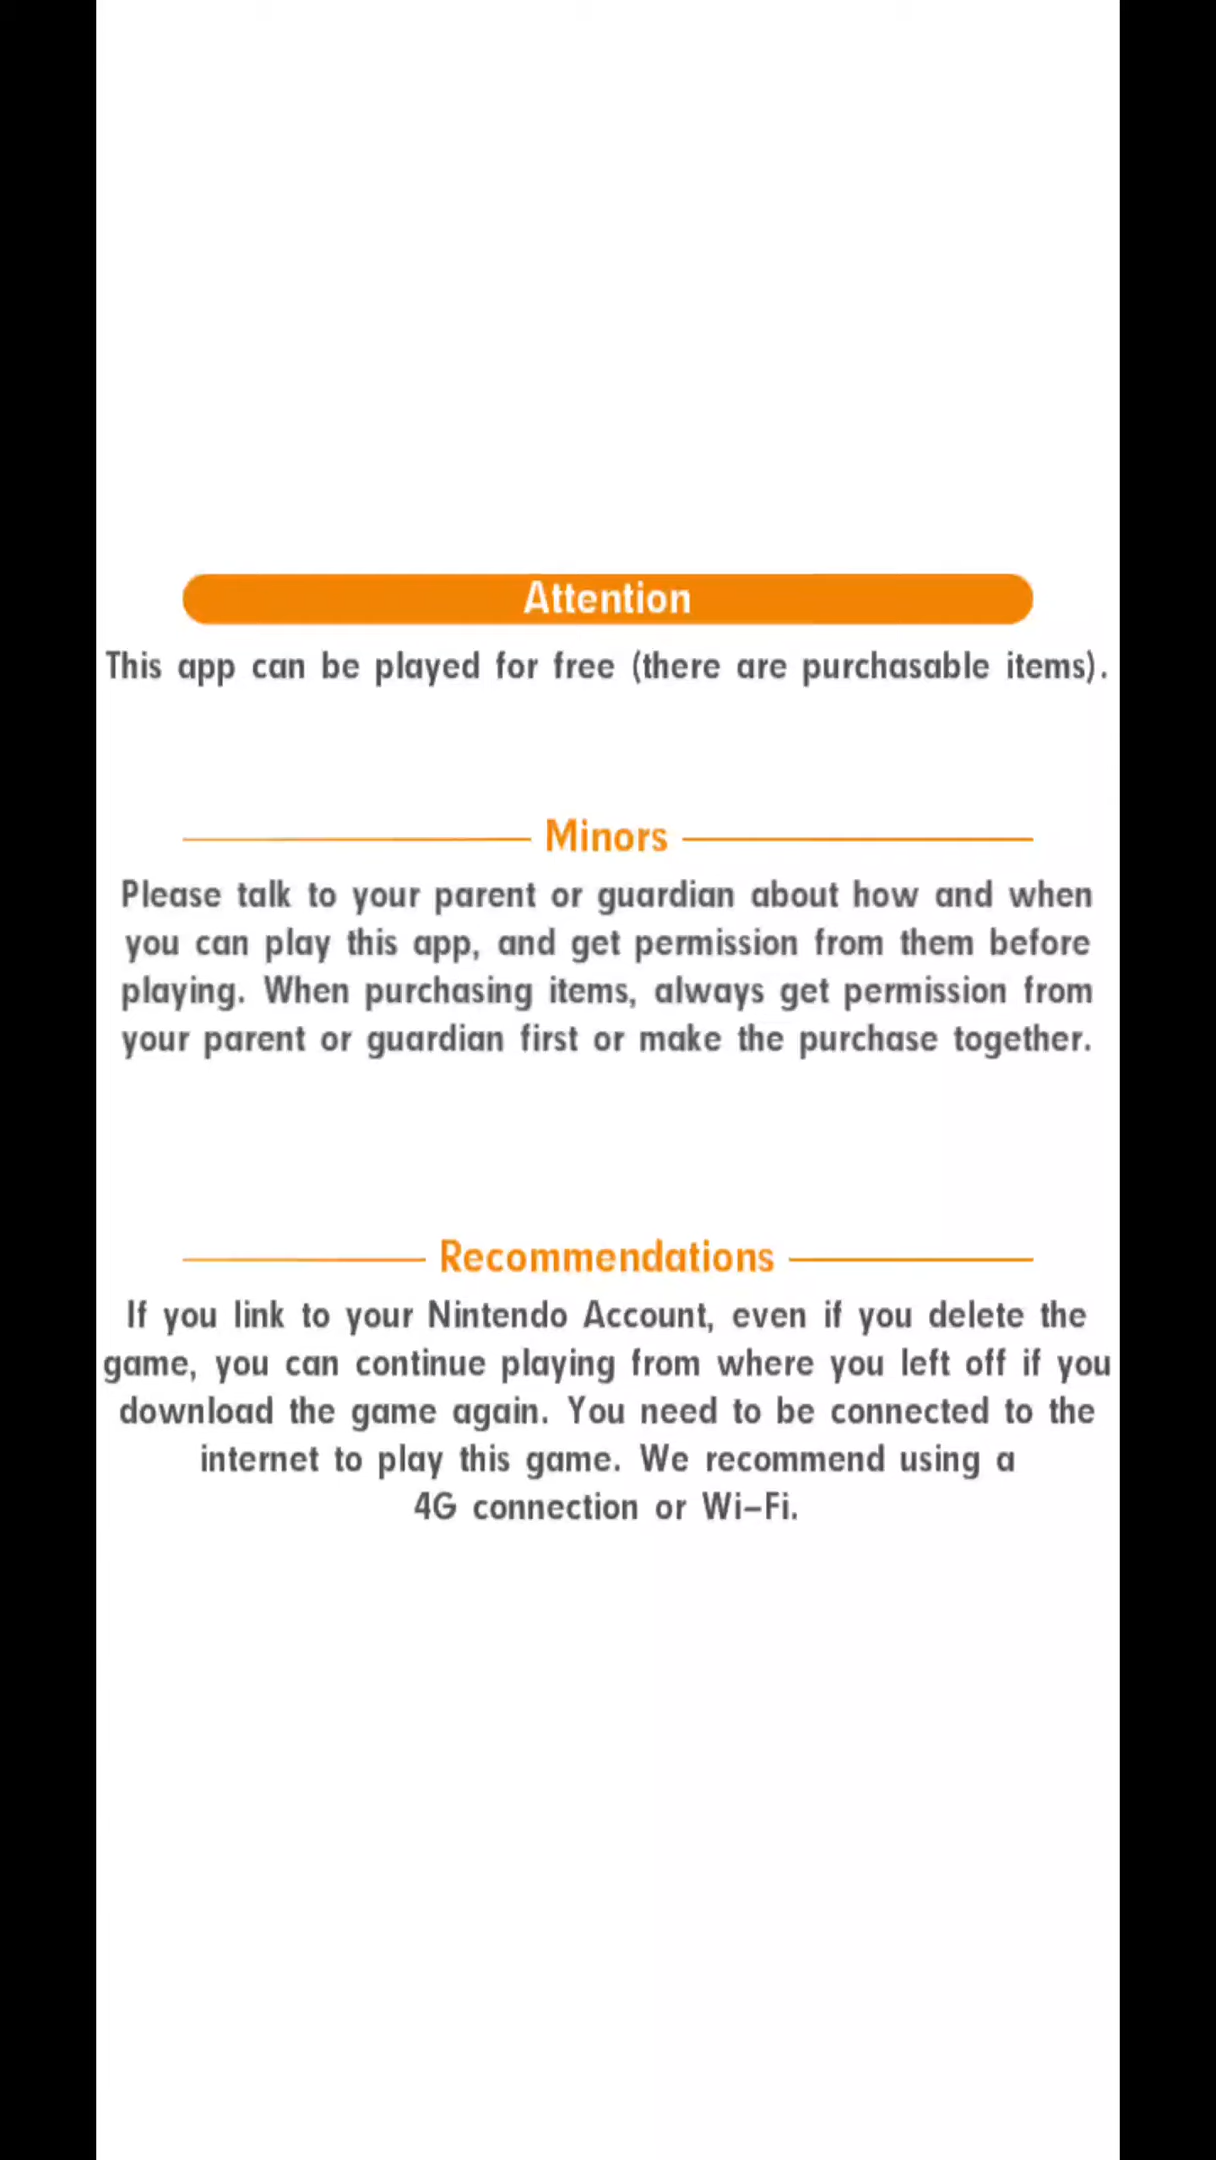 Attention
This app can be played for free (there are purchasable items).
Minors
Please talk to your parent or guardian about how and when
you can play this app, and get permission from them before
playing. When purchasing items, always get permission from
your parent or guardian first or make the purchase together.
Recommendations
If you link to your Nintendo Account, even if you delete the
game, you can continue playing from where you left off if you
download the game again. You need to be connected to the
internet to play this game. We recommend using a
4G connection or Wi–Fi.